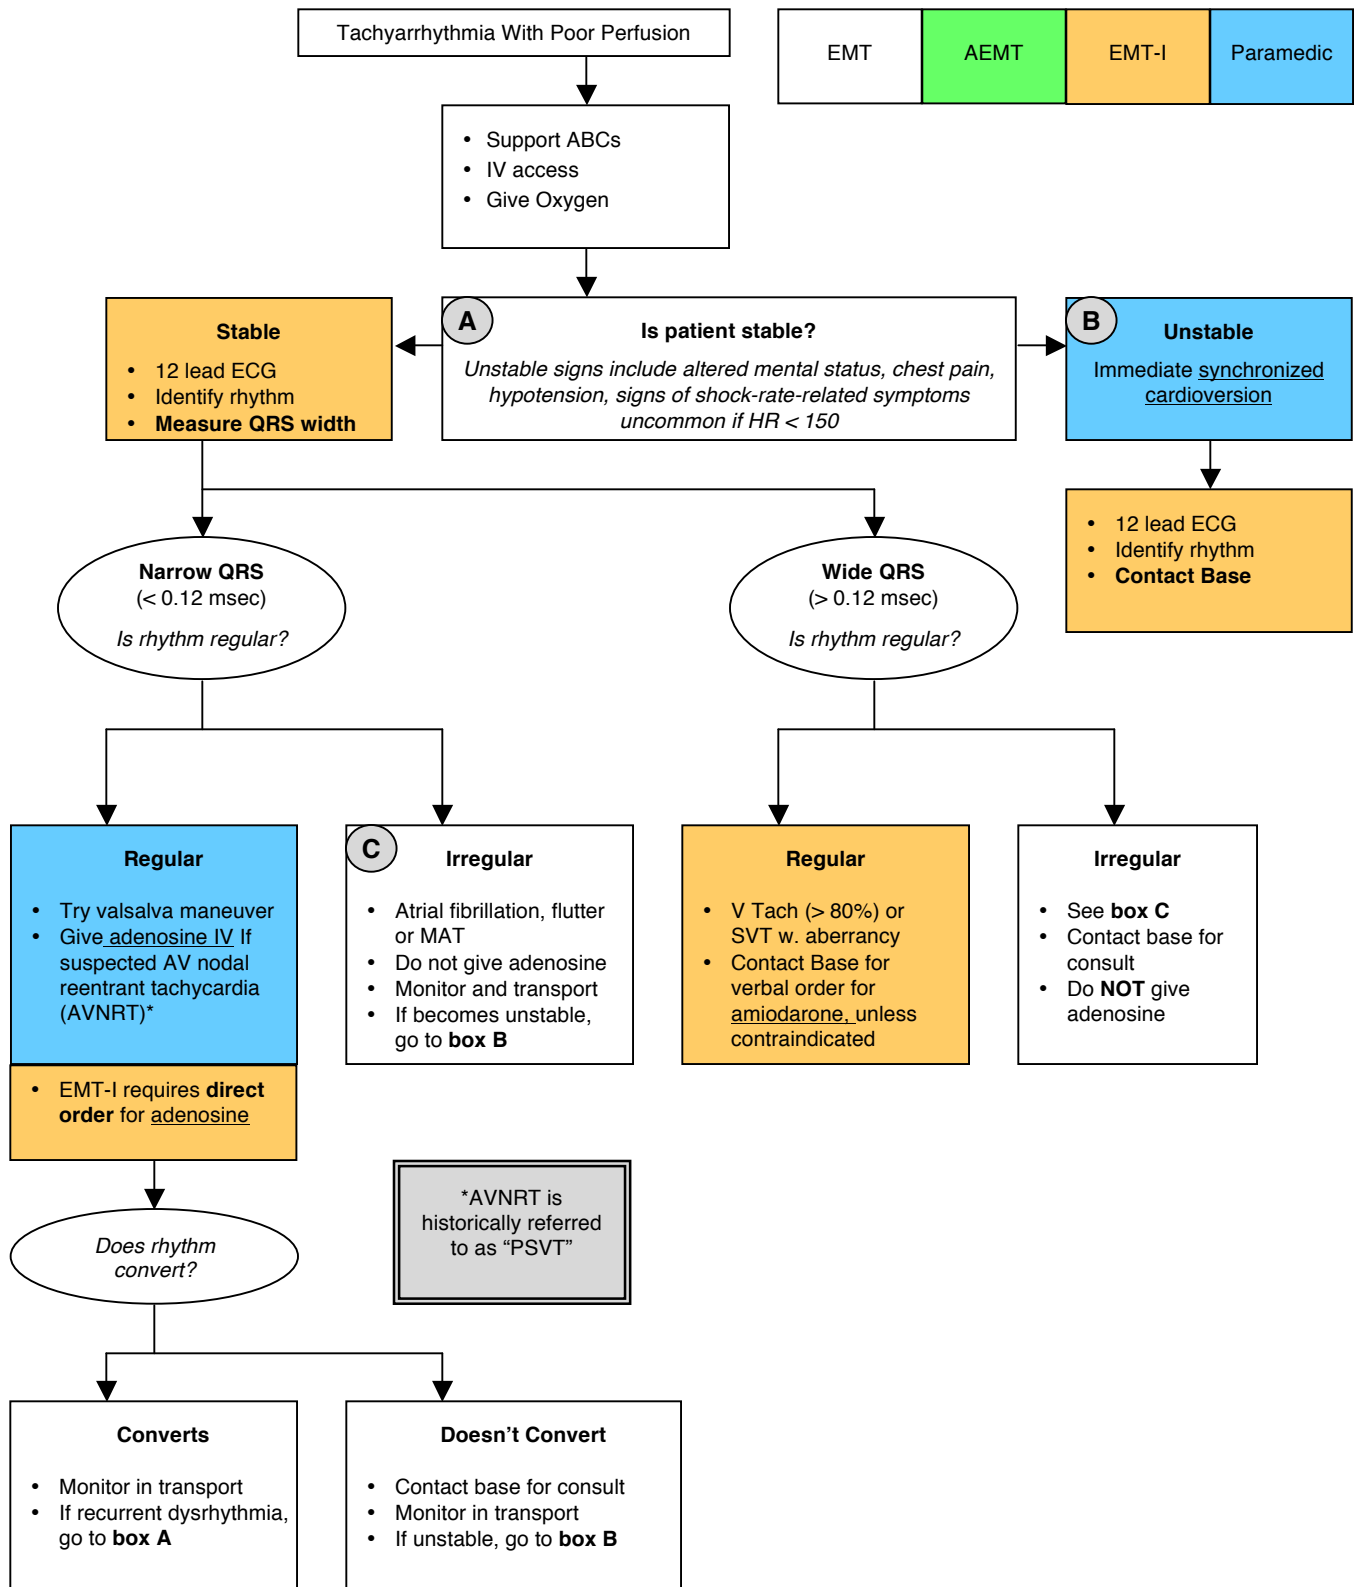 Tachyarrhythmia With Poor Perfusion
EMT
AEMT
EMT-I
Paramedic
• Support ABCs
• IV access
• Give Oxygen
Stable
• 12 lead ECG
• Identify rhythm
• Measure QRS width
A
Is patient stable?
Unstable signs include altered mental status, chest pain,
hypotension, signs of shock-rate-related symptoms
uncommon if HR < 150
B
Unstable
Immediate synchronized
cardioversion
• 12 lead ECG
• Identify rhythm
• Contact Base
Narrow QRS
(< 0.12 msec)
Is rhythm regular?
Wide QRS
(> 0.12 msec)
Is rhythm regular?
Regular
• Try valsalva maneuver
• Give adenosine IV If
suspected AV nodal
reentrant tachycardia
(AVNRT)*
• EMT-I requires direct
order for adenosine
C
Irregular
• Atrial fibrillation, flutter
or MAT
• Do not give adenosine
• Monitor and transport
• If becomes unstable,
go to box B
Regular
• V Tach (> 80%) or
SVT w. aberrancy
• Contact Base for
verbal order for
amiodarone, unless
contraindicated
Irregular
• See box C
• Contact base for
consult
• Do NOT give
adenosine
*AVNRT is
historically referred
to as “PSVT”
Does rhythm
convert?
Converts
• Monitor in transport
• If recurrent dysrhythmia,
go to box A
Doesn’t Convert
• Contact base for consult
• Monitor in transport
• If unstable, go to box B